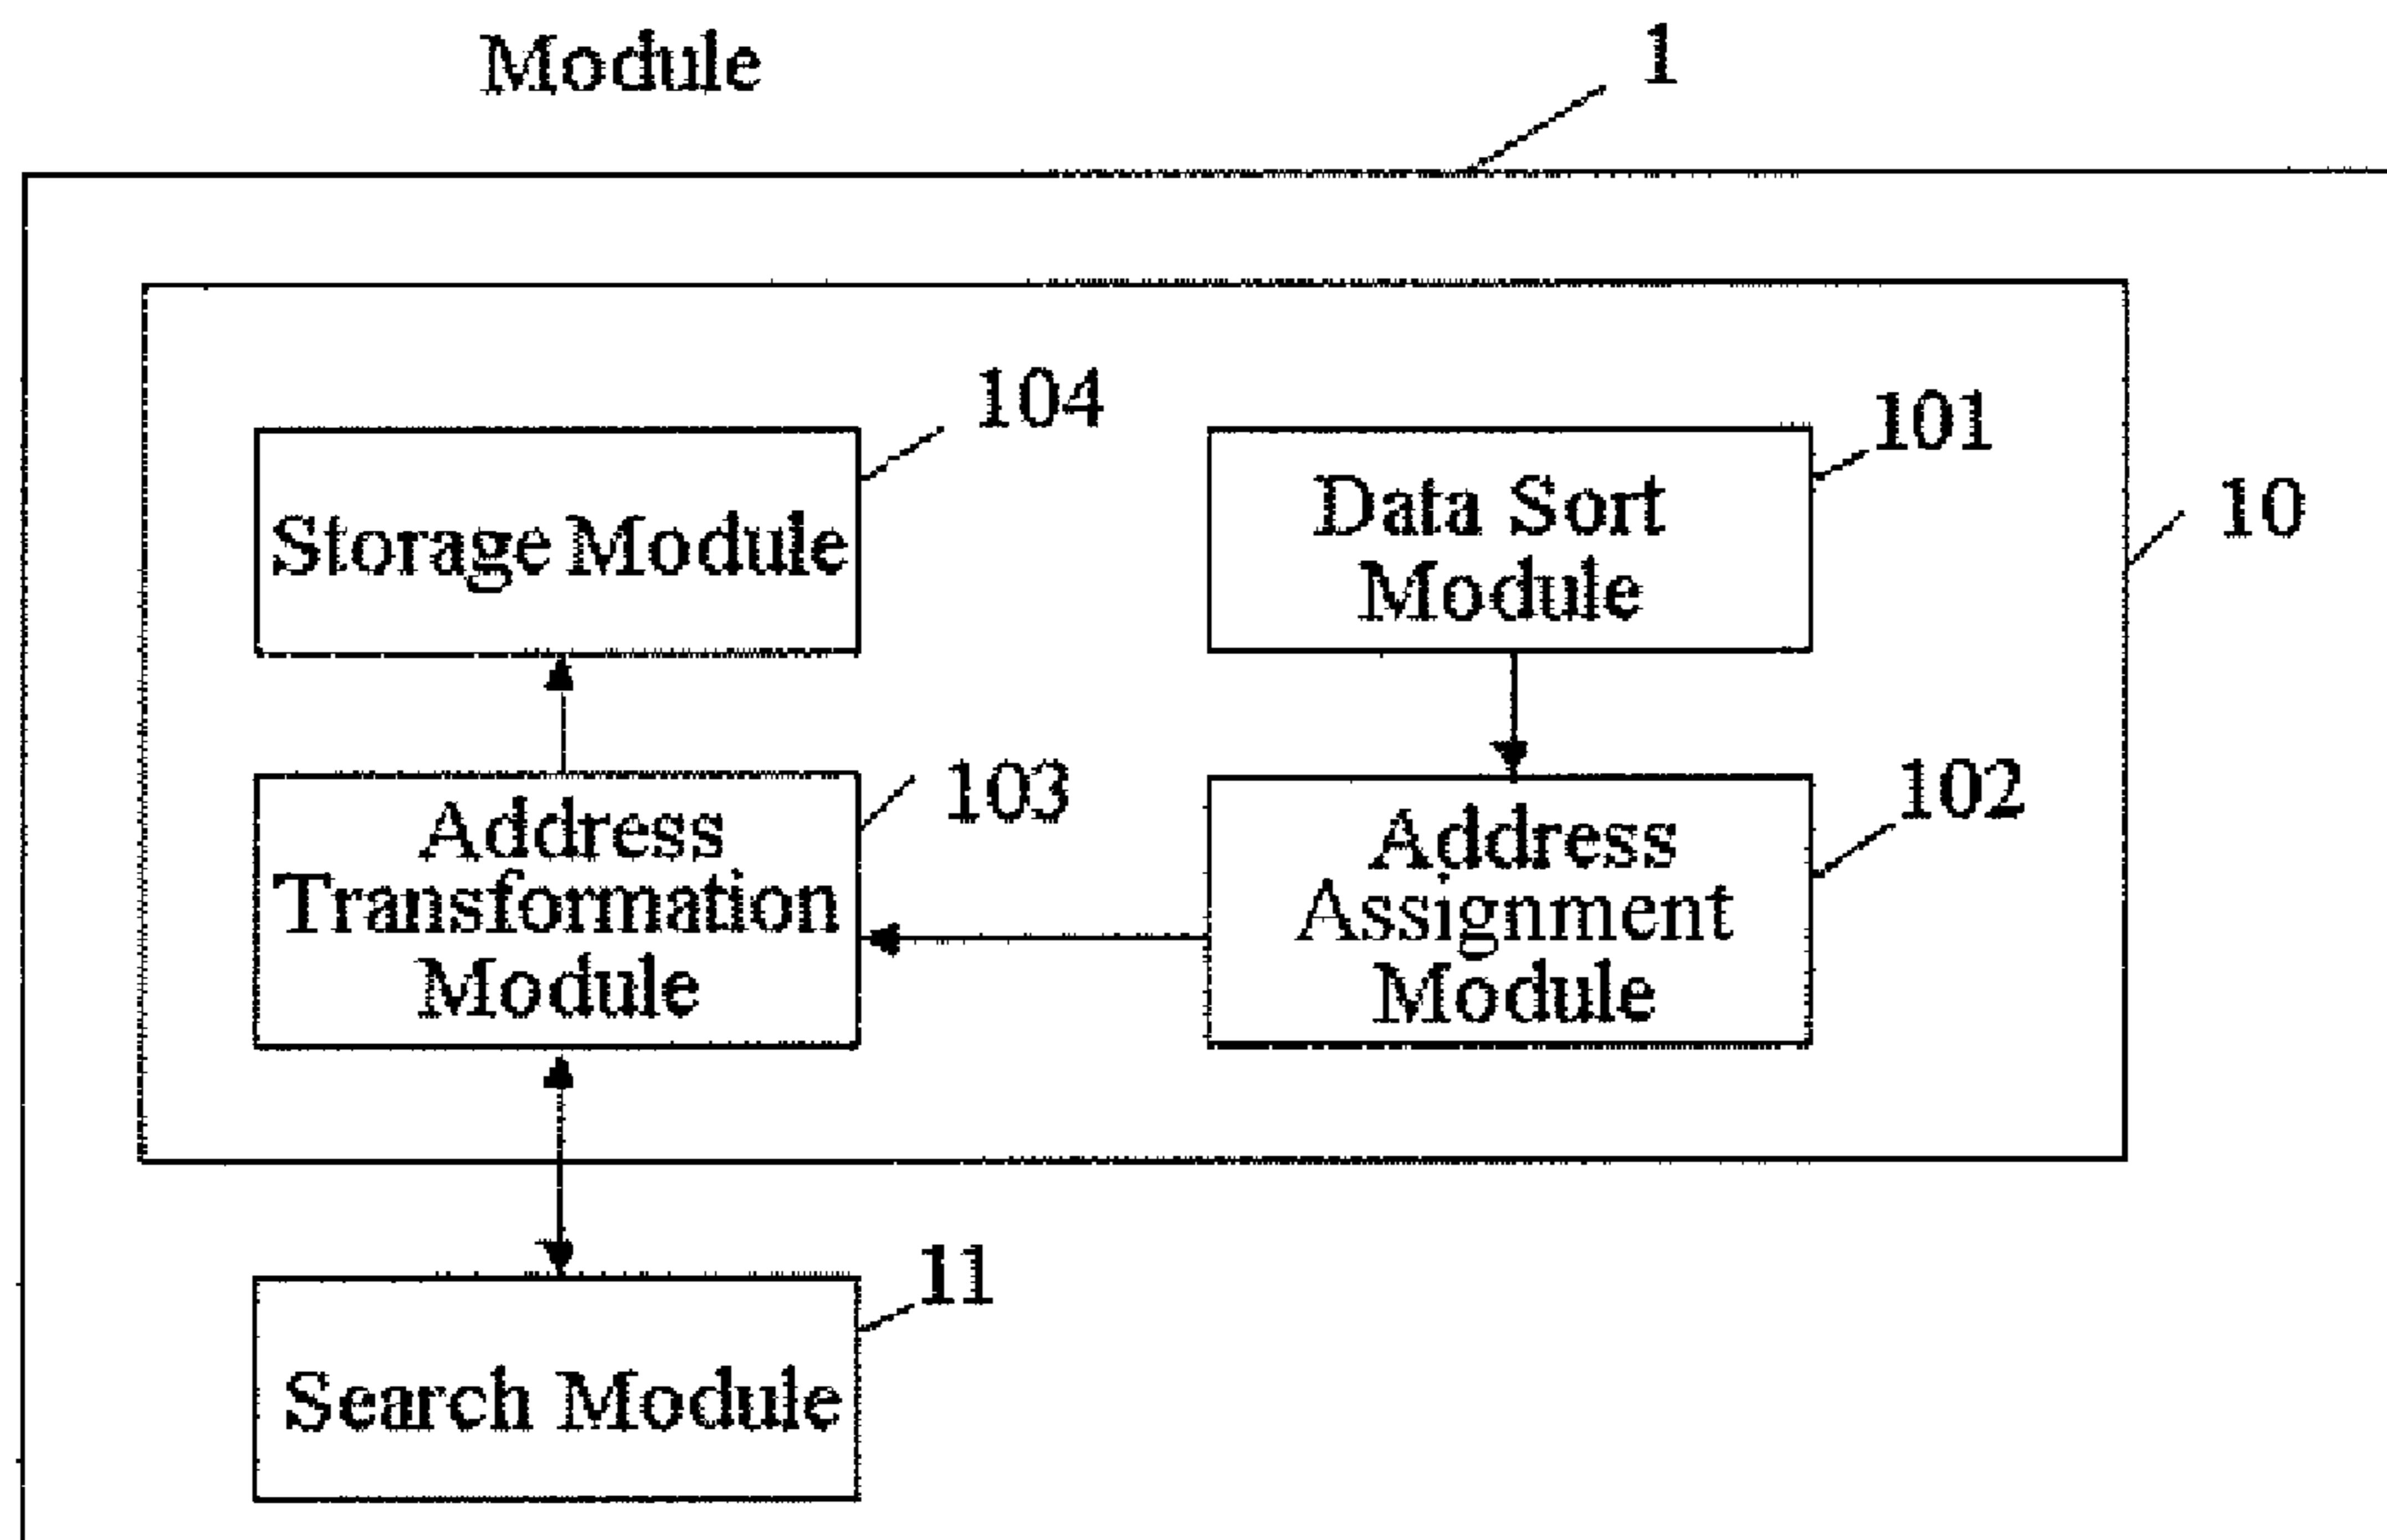 Module
1
104
101
Storage Module
Data Sort
Module
10
103
102
Address
Transformation
Module
Address
Assignment
Module
11
Search Module